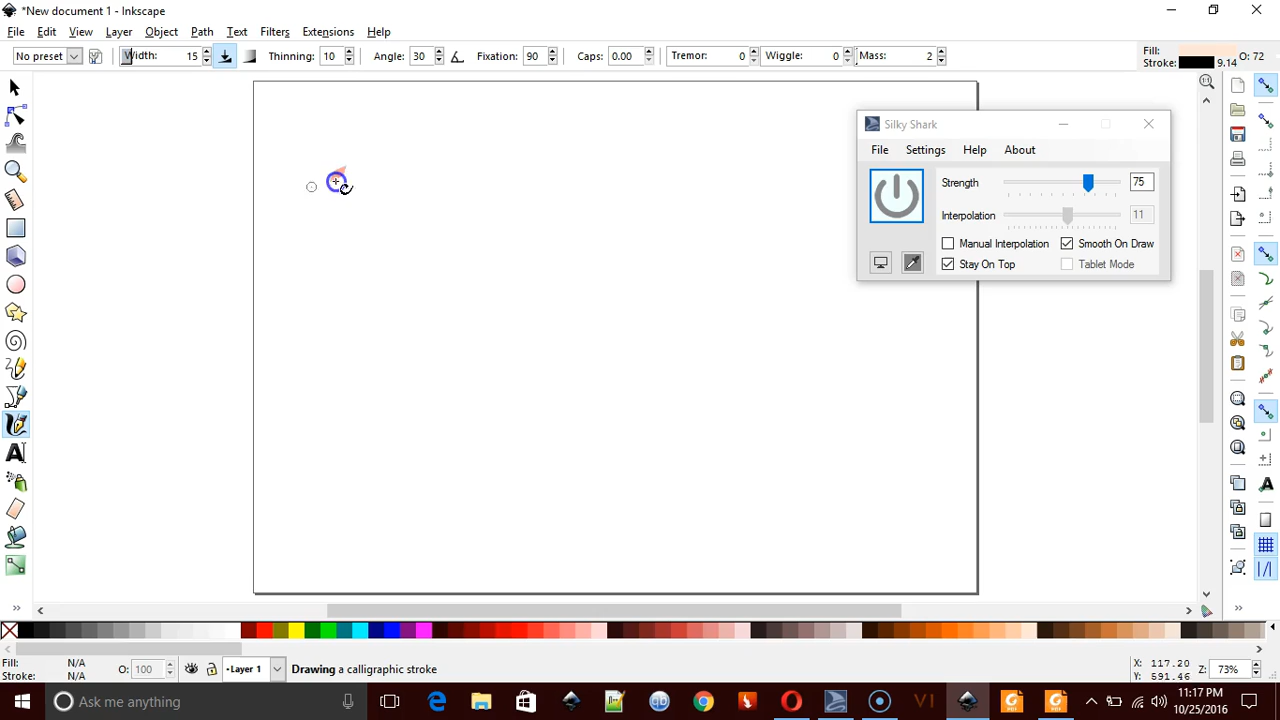 *New document 1 - Inkscape
File Edit View Layer Object Path Text Filters Extensions Help
No preset Width: 15 Thinning: 10 Angle: 30 Fixation: 90 Caps: 0.00 Tremor: 0 Wiggle: 0 Mass: 2
Fill:
Stroke: 9.14 O: 72
Silky Shark
File Settings Help About
Strength 75
Interpolation 11
Manual Interpolation Smooth On Draw
Stay On Top Tablet Mode
Fill: N/A
Stroke: N/A
O: 100
Layer 1
Drawing a calligraphic stroke
X: 117.20
Y: 591.46
Z: 73%
Ask me anything
11:17 PM
10/25/2016